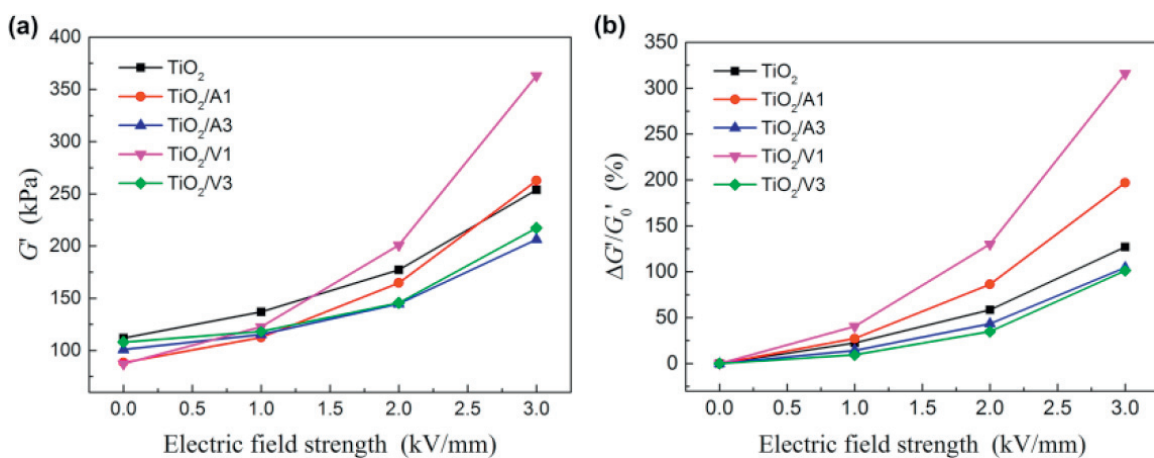 (a)
400
350
300
250
200
150
100
G' (kPa)
TiO₂
TiO₂/A1
TiO₂/A3
TiO₂/V1
TiO₂/V3
0.0 0.5 1.0 1.5 2.0 2.5 3.0
Electric field strength (kV/mm)
(b)
350
300
250
200
150
100
50
0
ΔG'/G₀' (%)
TiO₂
TiO₂/A1
TiO₂/A3
TiO₂/V1
TiO₂/V3
0.0 0.5 1.0 1.5 2.0 2.5 3.0
Electric field strength (kV/mm)